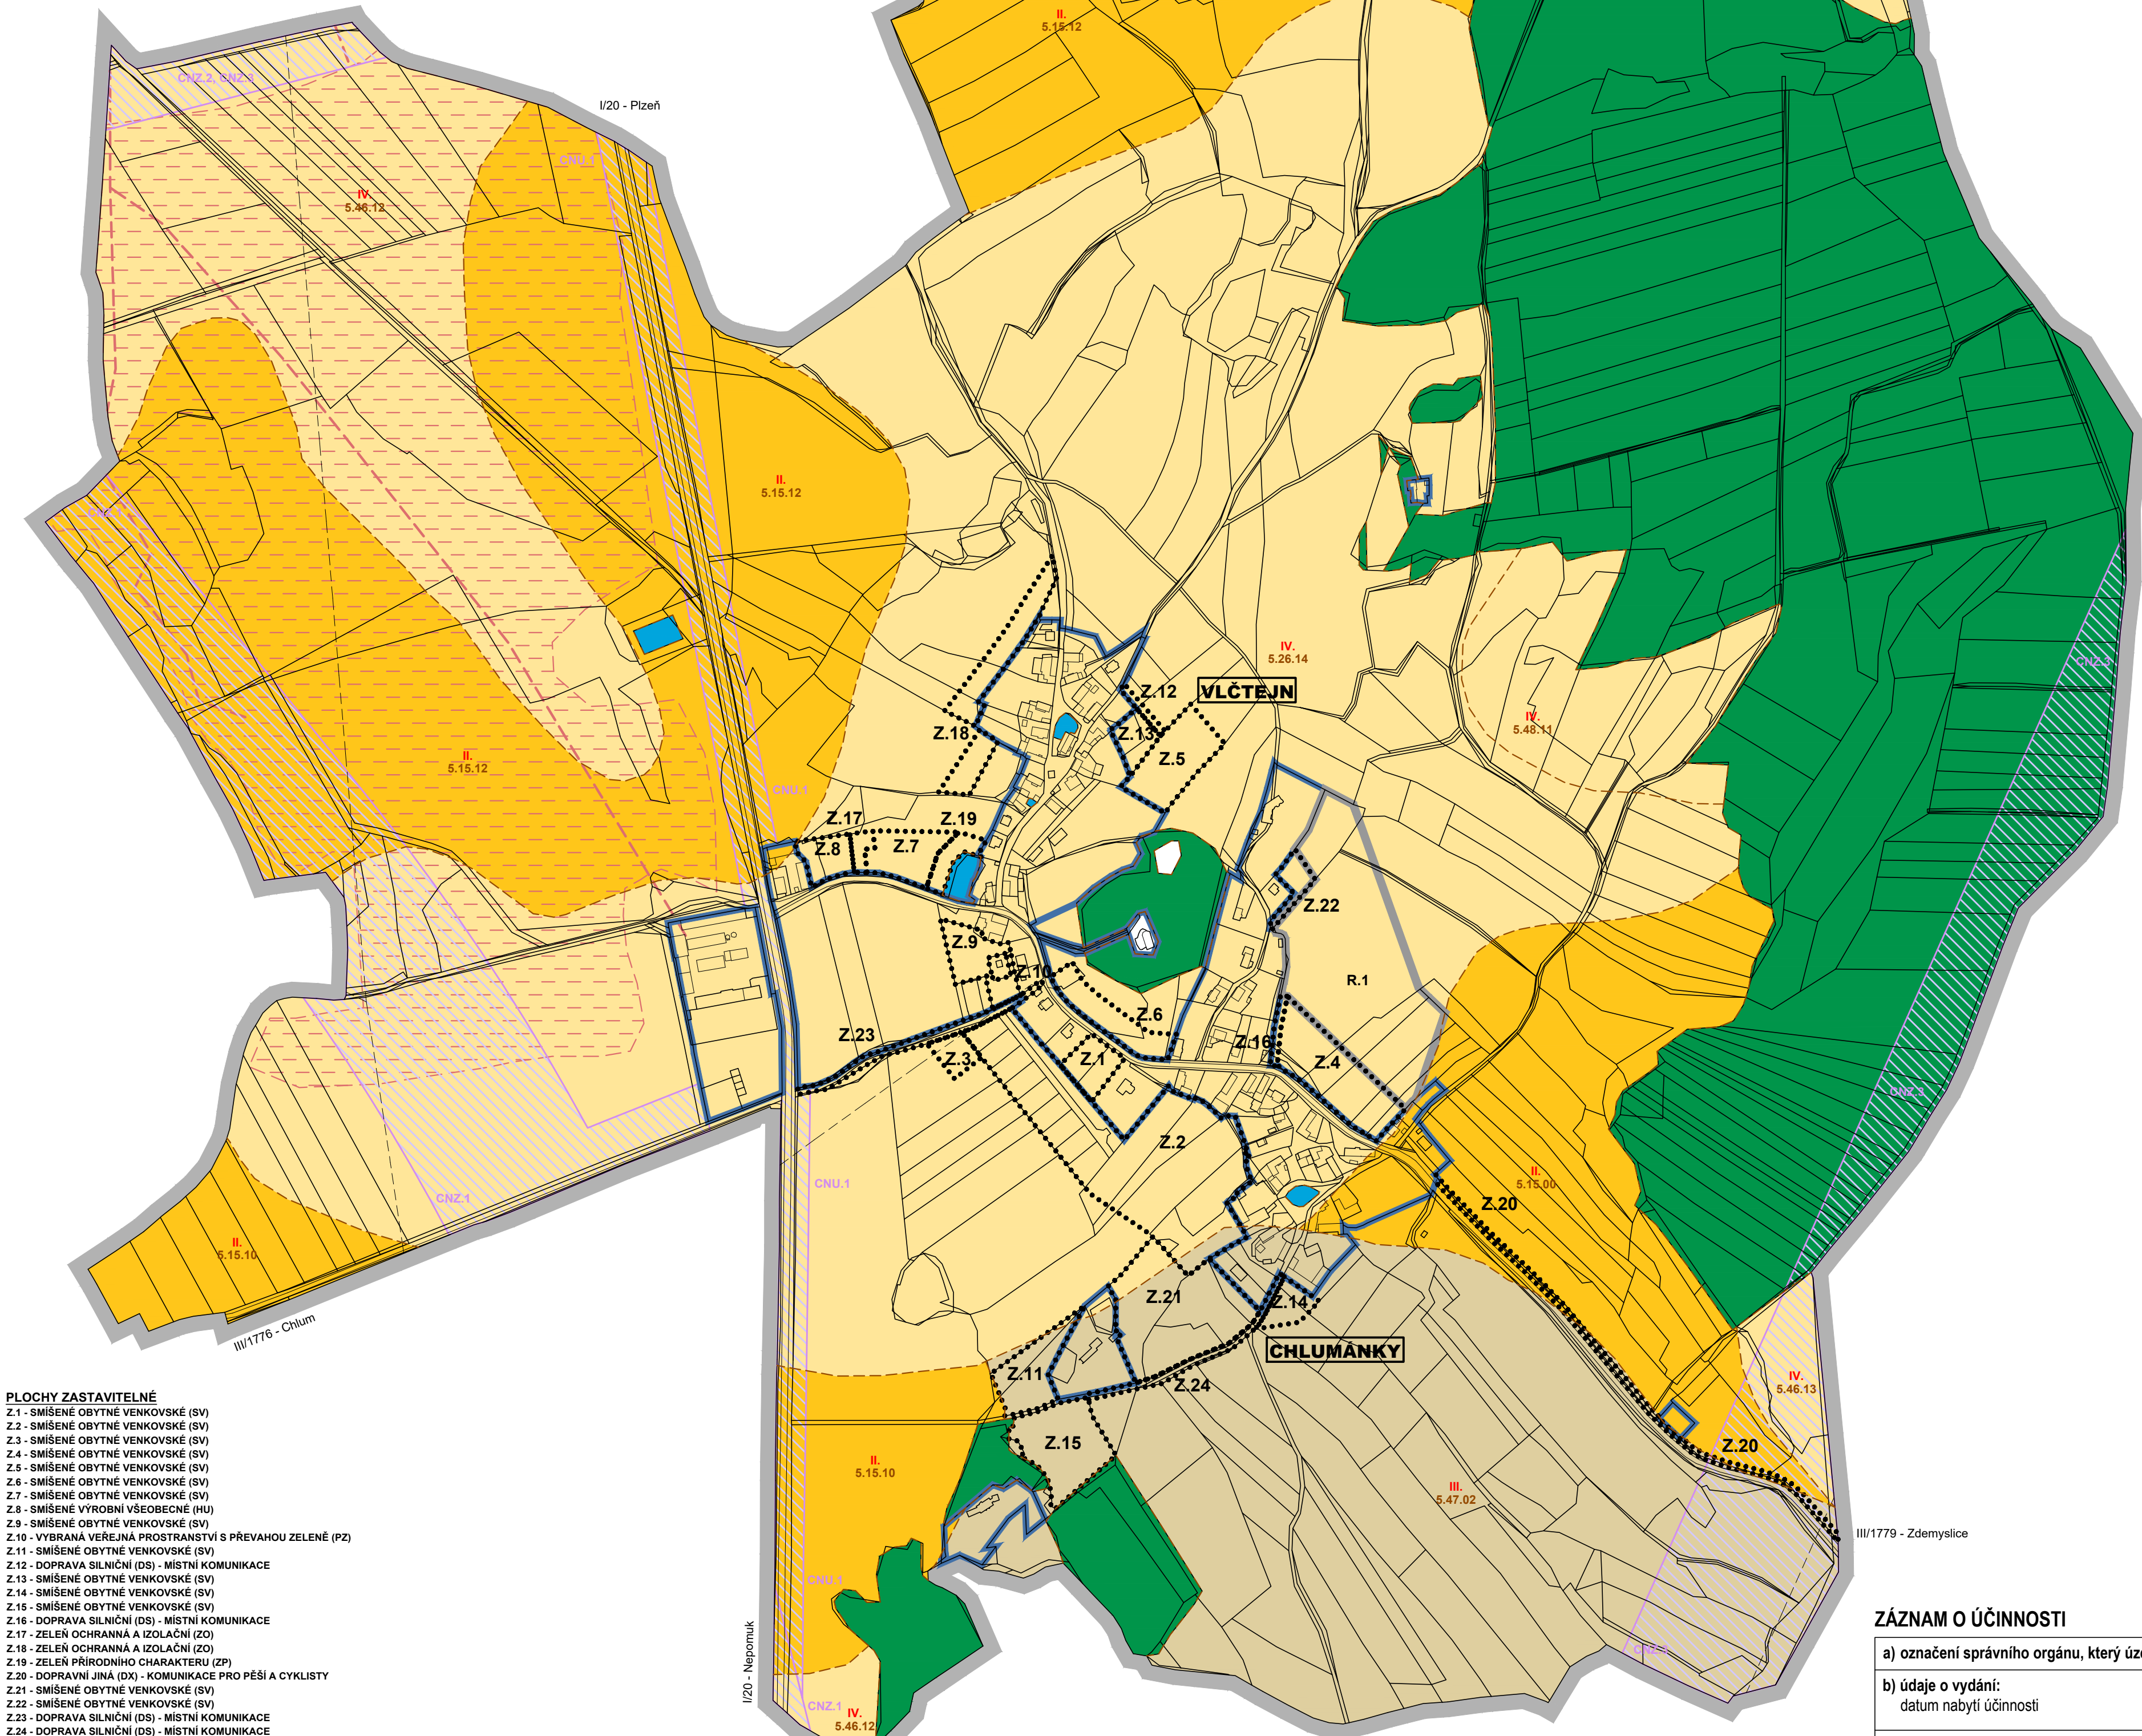 II.
5.15.12
CNZ.2, CNZ.3
I/20 - Plzeň
CNU.1
IV.
5.46.12
II.
5.15.12
CNZ.1
IV.
5.26.14
CNZ.3
Z.12
VLČTEJN
IV.
5.48.11
Z.18
Z.13
Z.5
II.
5.15.12
CNU.1
Z.17
Z.19
Z.8
Z.7
Z.22
Z.9
Z.10
R.1
Z.6
Z.23
Z.16
Z.3
Z.1
Z.4
CNZ.3
Z.2
II.
5.15.00
CNU.1
CNZ.1
Z.20
II.
5.15.10
Z.21
Z.14
III/1776 - Chlum
CHLUMÁNKY
Z.11
Z.24
IV.
5.46.13
Z.15
Z.20
II.
5.15.10
III.
5.47.02
III/1779 - Zdemyslice
CNU.1
I/20 - Nepomuk
CNZ.3
CNZ.1
IV.
5.46.12
PLOCHY ZASTAVITELNÉ
Z.1 - SMÍŠENÉ OBYTNÉ VENKOVSKÉ (SV)
Z.2 - SMÍŠENÉ OBYTNÉ VENKOVSKÉ (SV)
Z.3 - SMÍŠENÉ OBYTNÉ VENKOVSKÉ (SV)
Z.4 - SMÍŠENÉ OBYTNÉ VENKOVSKÉ (SV)
Z.5 - SMÍŠENÉ OBYTNÉ VENKOVSKÉ (SV)
Z.6 - SMÍŠENÉ OBYTNÉ VENKOVSKÉ (SV)
Z.7 - SMÍŠENÉ OBYTNÉ VENKOVSKÉ (SV)
Z.8 - SMÍŠENÉ VÝROBNÍ VŠEOBECNÉ (HU)
Z.9 - SMÍŠENÉ OBYTNÉ VENKOVSKÉ (SV)
Z.10 - VYBRANÁ VEŘEJNÁ PROSTRANSTVÍ S PŘEVAHOU ZELENĚ (PZ)
Z.11 - SMÍŠENÉ OBYTNÉ VENKOVSKÉ (SV)
Z.12 - DOPRAVA SILNIČNÍ (DS) - MÍSTNÍ KOMUNIKACE
Z.13 - SMÍŠENÉ OBYTNÉ VENKOVSKÉ (SV)
Z.14 - SMÍŠENÉ OBYTNÉ VENKOVSKÉ (SV)
Z.15 - SMÍŠENÉ OBYTNÉ VENKOVSKÉ (SV)
Z.16 - DOPRAVA SILNIČNÍ (DS) - MÍSTNÍ KOMUNIKACE
Z.17 - ZELEŇ OCHRANNÁ A IZOLAČNÍ (ZO)
Z.18 - ZELEŇ OCHRANNÁ A IZOLAČNÍ (ZO)
Z.19 - ZELEŇ PŘÍRODNÍHO CHARAKTERU (ZP)
Z.20 - DOPRAVNÍ JINÁ (DX) - KOMUNIKACE PRO PĚŠÍ A CYKLISTY
Z.21 - SMÍŠENÉ OBYTNÉ VENKOVSKÉ (SV)
Z.22 - SMÍŠENÉ OBYTNÉ VENKOVSKÉ (SV)
Z.23 - DOPRAVA SILNIČNÍ (DS) - MÍSTNÍ KOMUNIKACE
Z.24 - DOPRAVA SILNIČNÍ (DS) - MÍSTNÍ KOMUNIKACE
ZÁZNAM O ÚČINNOSTI
a) označení správního orgánu, který
b) údaje o vydání:
datum nabytí účinnosti